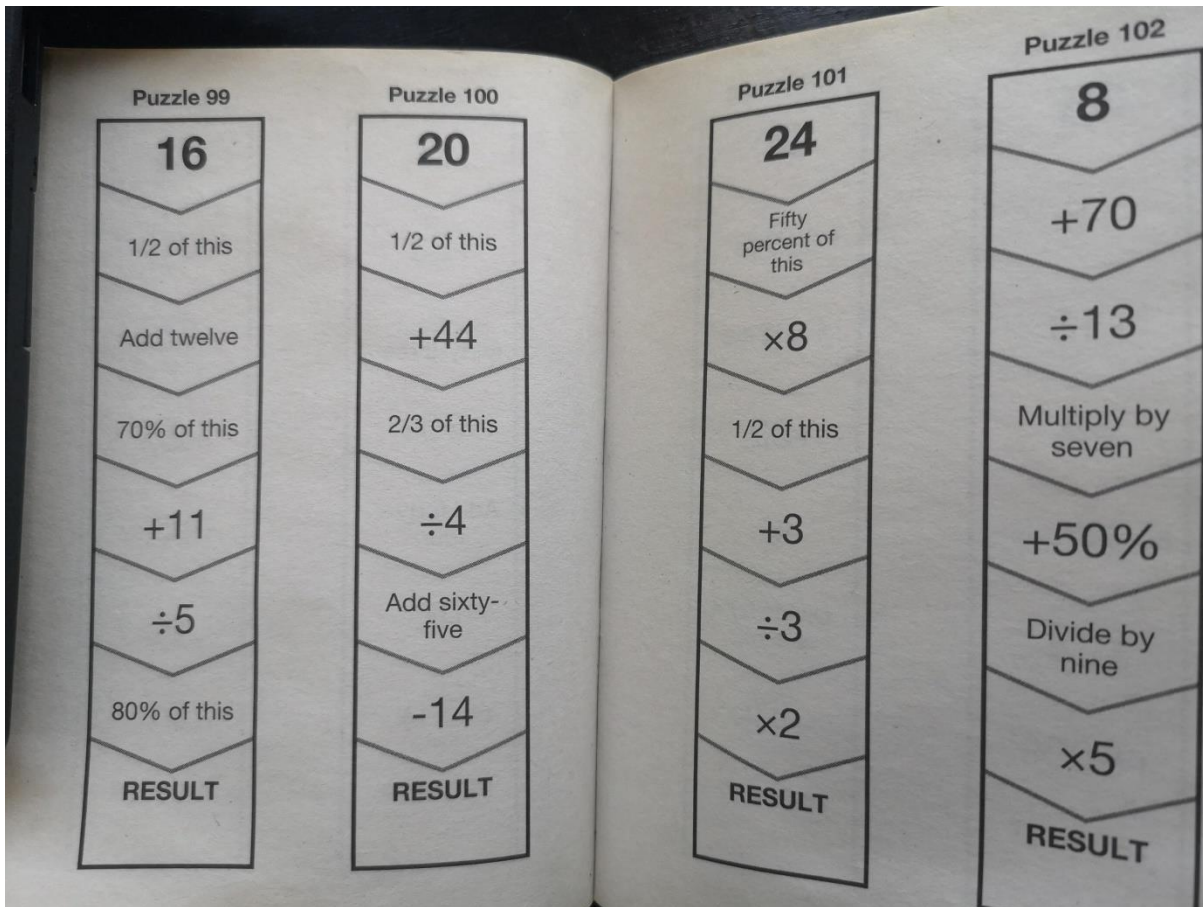 Puzzle 99
16
1/2 of this
Add twelve
70% of this
+11
÷5
80% of this
RESULT
Puzzle 100
20
1/2 of this
+44
2/3 of this
÷4
Add sixty-
five
-14
RESULT
Puzzle 101
24
Fifty
percent of
this
×8
1/2 of this
+3
÷3
×2
RESULT
Puzzle 102
8
+70
÷13
Multiply by
seven
+50%
Divide by
nine
×5
RESULT